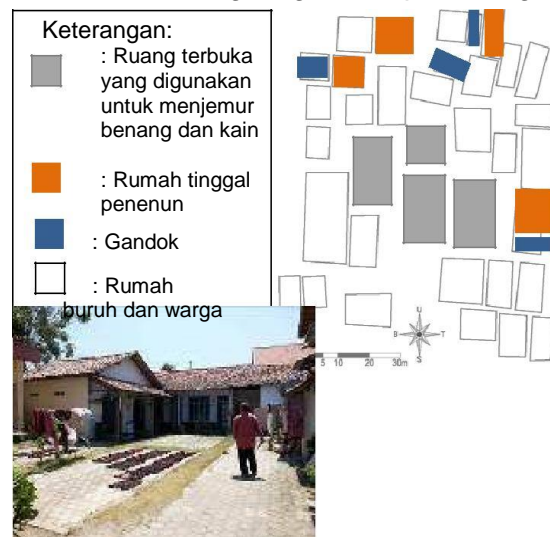 Keterangan:
: Ruang terbuka
yang digunakan
untuk menjemur
benang dan kain
: Rumah tinggal
penenun
: Gandok
: Rumah
buruh dan warga
U
B
T
S
5 10 20 30m